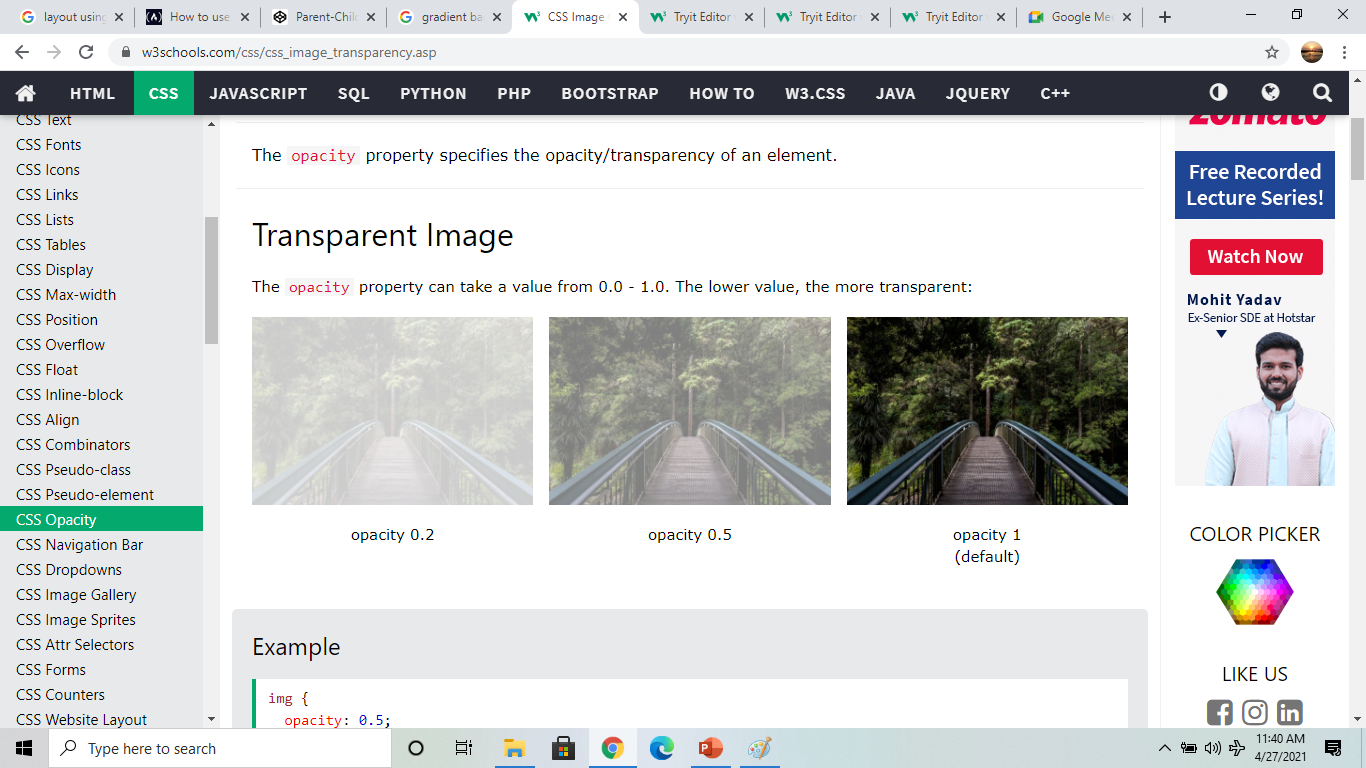 layout using
How to use
Parent-Chil
gradient ba
CSS Image
Tryit Editor
Tryit Editor
Tryit Editor
Google Me
w3schools.com/css/css_image_transparency.asp
HTML CSS JAVASCRIPT SQL PYTHON PHP BOOTSTRAP HOW TO W3.CSS JAVA JQUERY C++
CSS Text
CSS Fonts
CSS Icons
CSS Links
CSS Lists
CSS Tables
CSS Display
CSS Max-width
CSS Position
CSS Overflow
CSS Float
CSS Inline-block
CSS Align
CSS Combinators
CSS Pseudo-class
CSS Pseudo-element
CSS Opacity
CSS Navigation Bar
CSS Dropdowns
CSS Image Gallery
CSS Image Sprites
CSS Attr Selectors
CSS Forms
CSS Counters
CSS Website Layout
The opacity property specifies the opacity/transparency of an element.
Transparent Image
The opacity property can take a value from 0.0 - 1.0. The lower value, the more transparent:
opacity 0.2
opacity 0.5
opacity 1
(default)
Example
img {
opacity: 0.5;
zomato
Free Recorded
Lecture Series!
Watch Now
Mohit Yadav
Ex-Senior SDE at Hotstar
COLOR PICKER
LIKE US
Type here to search
11:40 AM
4/27/2021